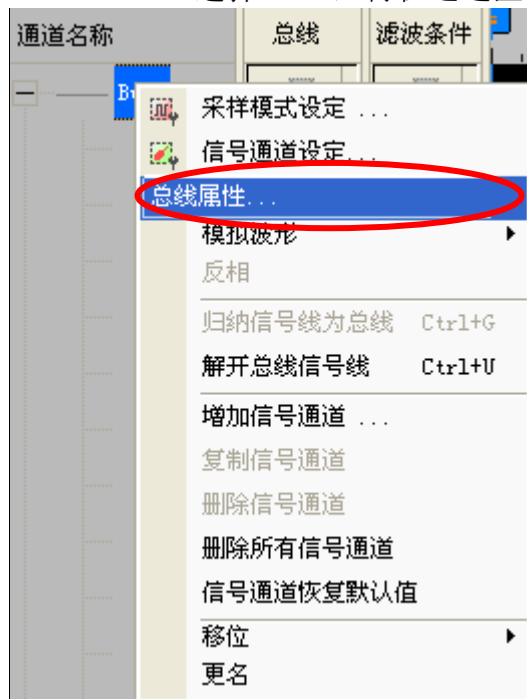 通道名称 总线 滤波条件
采样模式设定 ...
信号通道设定...
总线属性...
模拟波形
反相
归纳信号线为总线 Ctrl+G
解开总线信号线 Ctrl+U
增加信号通道 ...
复制信号通道
删除信号通道
删除所有信号通道
信号通道恢复默认值
移位
更名